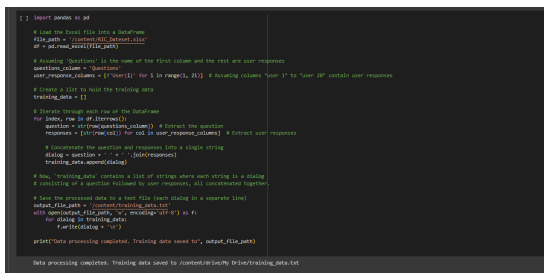 [ ] import pandas as pd
# Load the Excel file into a DataFrame
file_path = '/content/BIC_Dateset.xlsx'
df = pd.read_excel(file_path)
# Assuming 'Questions' is the name of the first column and the rest are user responses
questions_column = 'Questions'
user_response_columns = [f'User{i}' for i in range(1, 21)] # Assuming columns "user 1" to "user 20" contain user responses
# Create a list to hold the training data
training_data = []
# Iterate through each row of the DataFrame
for index, row in df.iterrows():
question = str(row[questions_column]) # Extract the question
responses = [str(row[col]) for col in user_response_columns] # Extract user responses
# Concatenate the question and responses into a single string
dialog = question + ' ' + ' '.join(responses)
training_data.append(dialog)
# Now, 'training_data' contains a list of strings where each string is a dialog
# consisting of a question followed by user responses, all concatenated together.
# Save the processed data to a text file (each dialog in a separate line)
output_file_path = '/content/training_data.txt'
with open(output_file_path, 'w', encoding='utf-8') as f:
for dialog in training_data:
f.write(dialog + '\n')
print("Data processing completed. Training data saved to", output_file_path)
Data processing completed. Training data saved to /content/drive/My Drive/training_data.txt